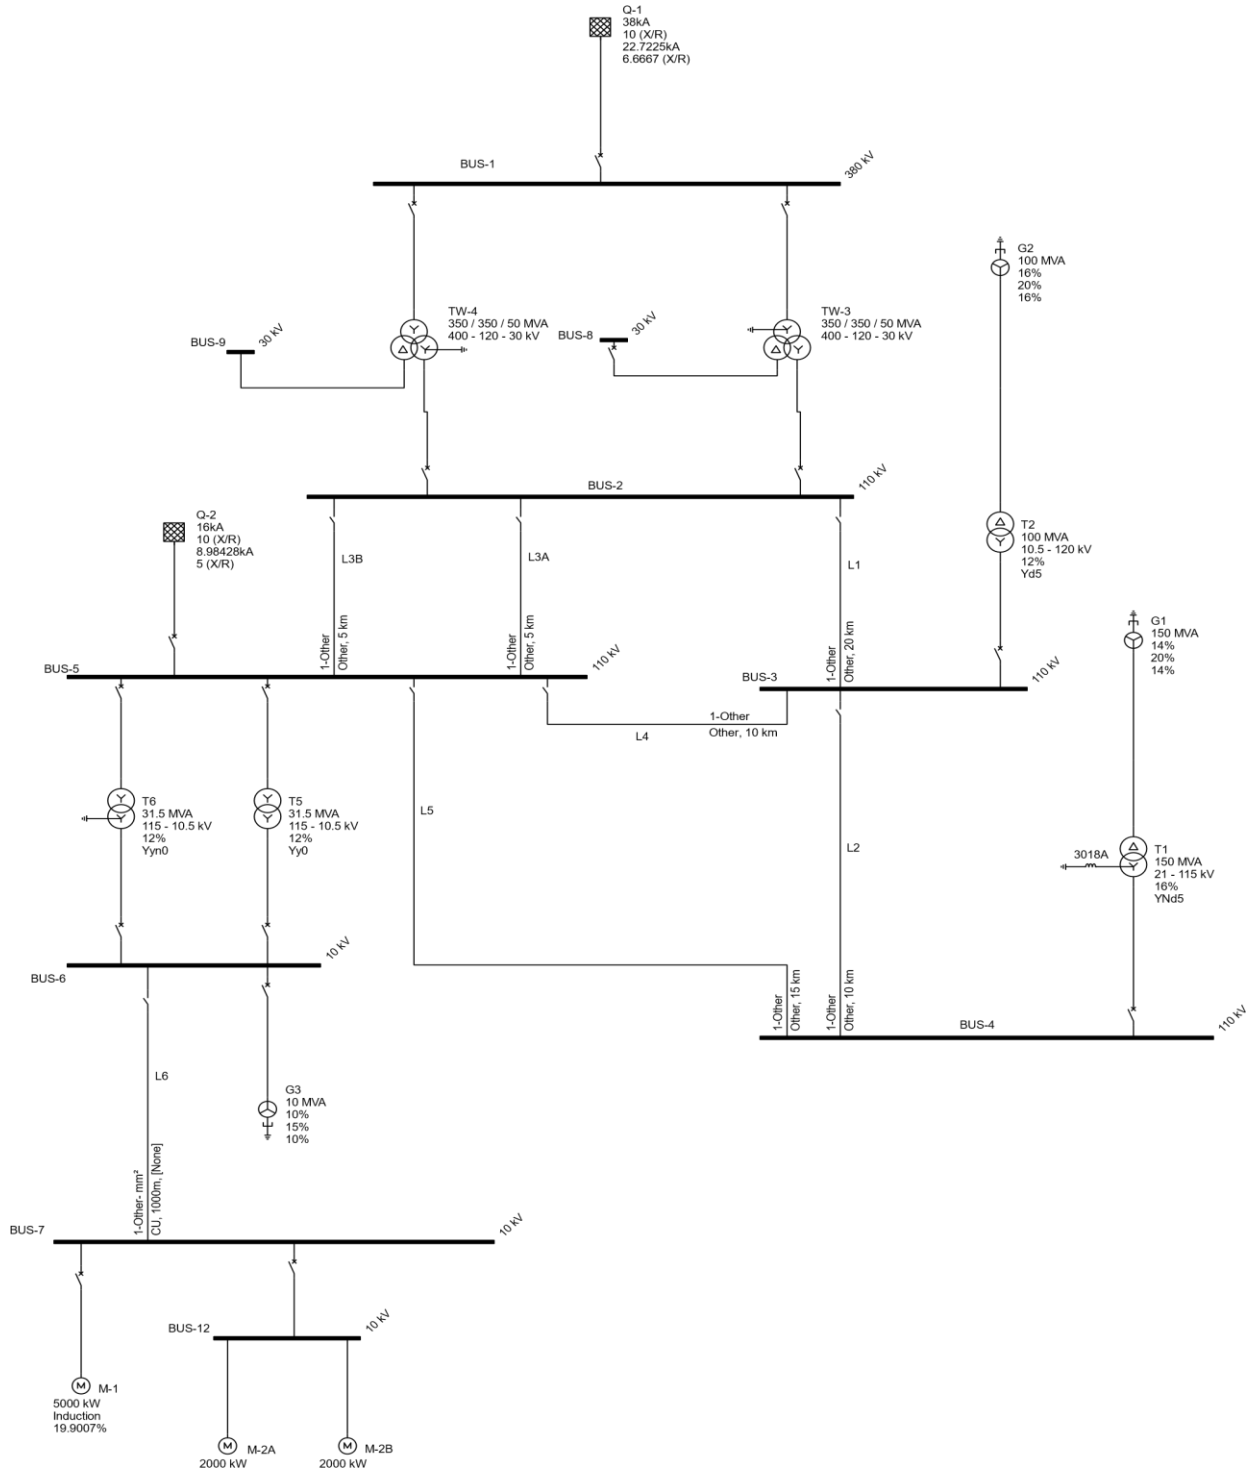 Q-1
38kA
10 (X/R)
22.7225kA
6.6667 (X/R)
BUS-1
380 kV
G2
100 MVA
16%
20%
16%
TW-4
350 / 350 / 50 MVA
400 - 120 - 30 kV
TW-3
350 / 350 / 50 MVA
400 - 120 - 30 kV
BUS-9
30 kV
BUS-8
30 kV
BUS-2
110 kV
Q-2
16kA
10 (X/R)
8.98428kA
5 (X/R)
T2
100 MVA
10.5 - 120 kV
12%
Yd5
L3B
L3A
L1
1-Other
Other, 5 km
1-Other
Other, 5 km
1-Other
Other, 20 km
G1
150 MVA
14%
20%
14%
BUS-5
110 kV
BUS-3
110 kV
1-Other
Other, 10 km
L4
T6
31.5 MVA
115 - 10.5 kV
12%
Yyn0
T5
31.5 MVA
115 - 10.5 kV
12%
Yy0
L5
L2
3018A
T1
150 MVA
21 - 115 kV
16%
YNd5
BUS-6
10 kV
1-Other
Other, 15 km
1-Other
Other, 10 km
BUS-4
110 kV
L6
G3
10 MVA
10%
15%
10%
1-Other- mm²
CU, 1000m, [None]
BUS-7
10 kV
BUS-12
10 kV
M
M-1
5000 kW
Induction
19.9007%
M
M-2A
2000 kW
M
M-2B
2000 kW